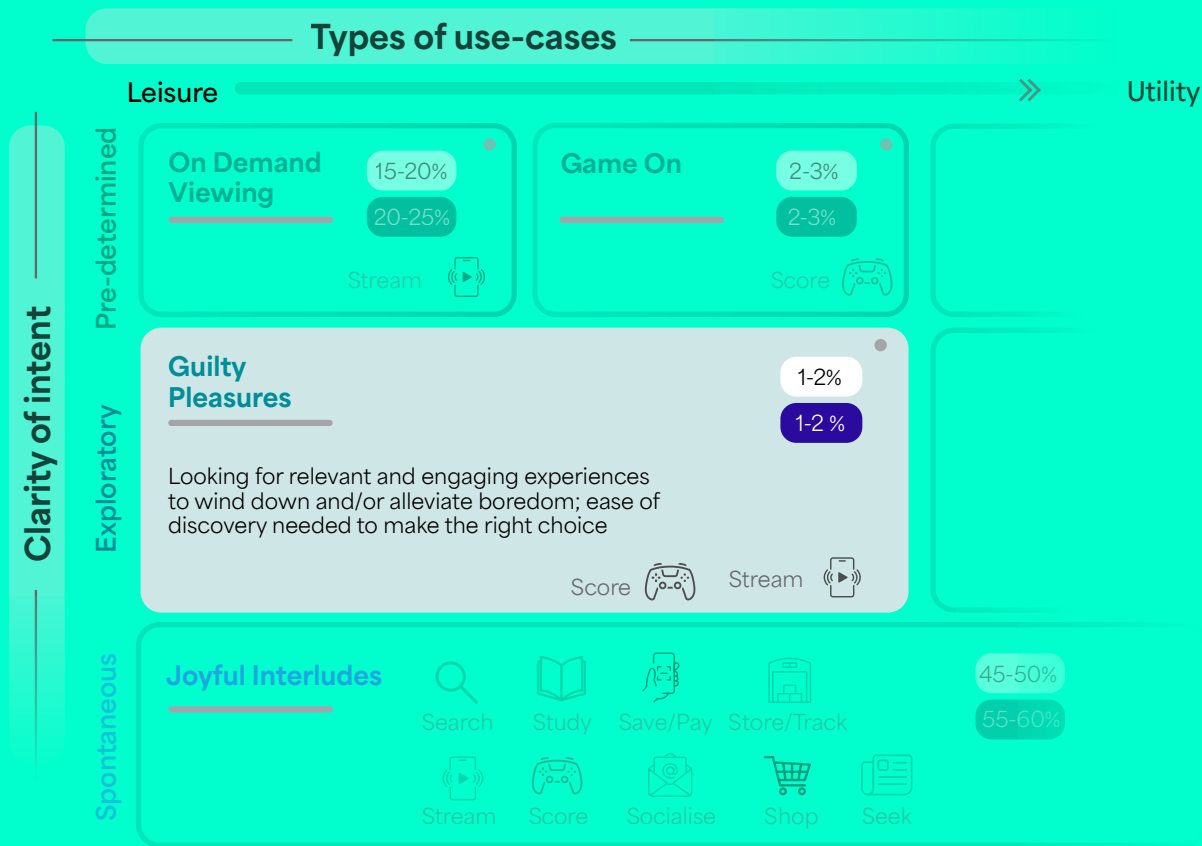 Types of use-cases
Leisure
Utility
Clarity of intent
Pre-determined
On Demand
Viewing
15-20%
20-25%
Stream
Game On
2-3%
2-3%
Score
Exploratory
Guilty
Pleasures
1-2%
1-2 %
Looking for relevant and engaging experiences
to wind down and/or alleviate boredom; ease of
discovery needed to make the right choice
Score
Stream
Spontaneous
Joyful Interludes
Search
Study
Save/Pay
Store/Track
45-50%
55-60%
Stream
Score
Socialise
Shop
Seek